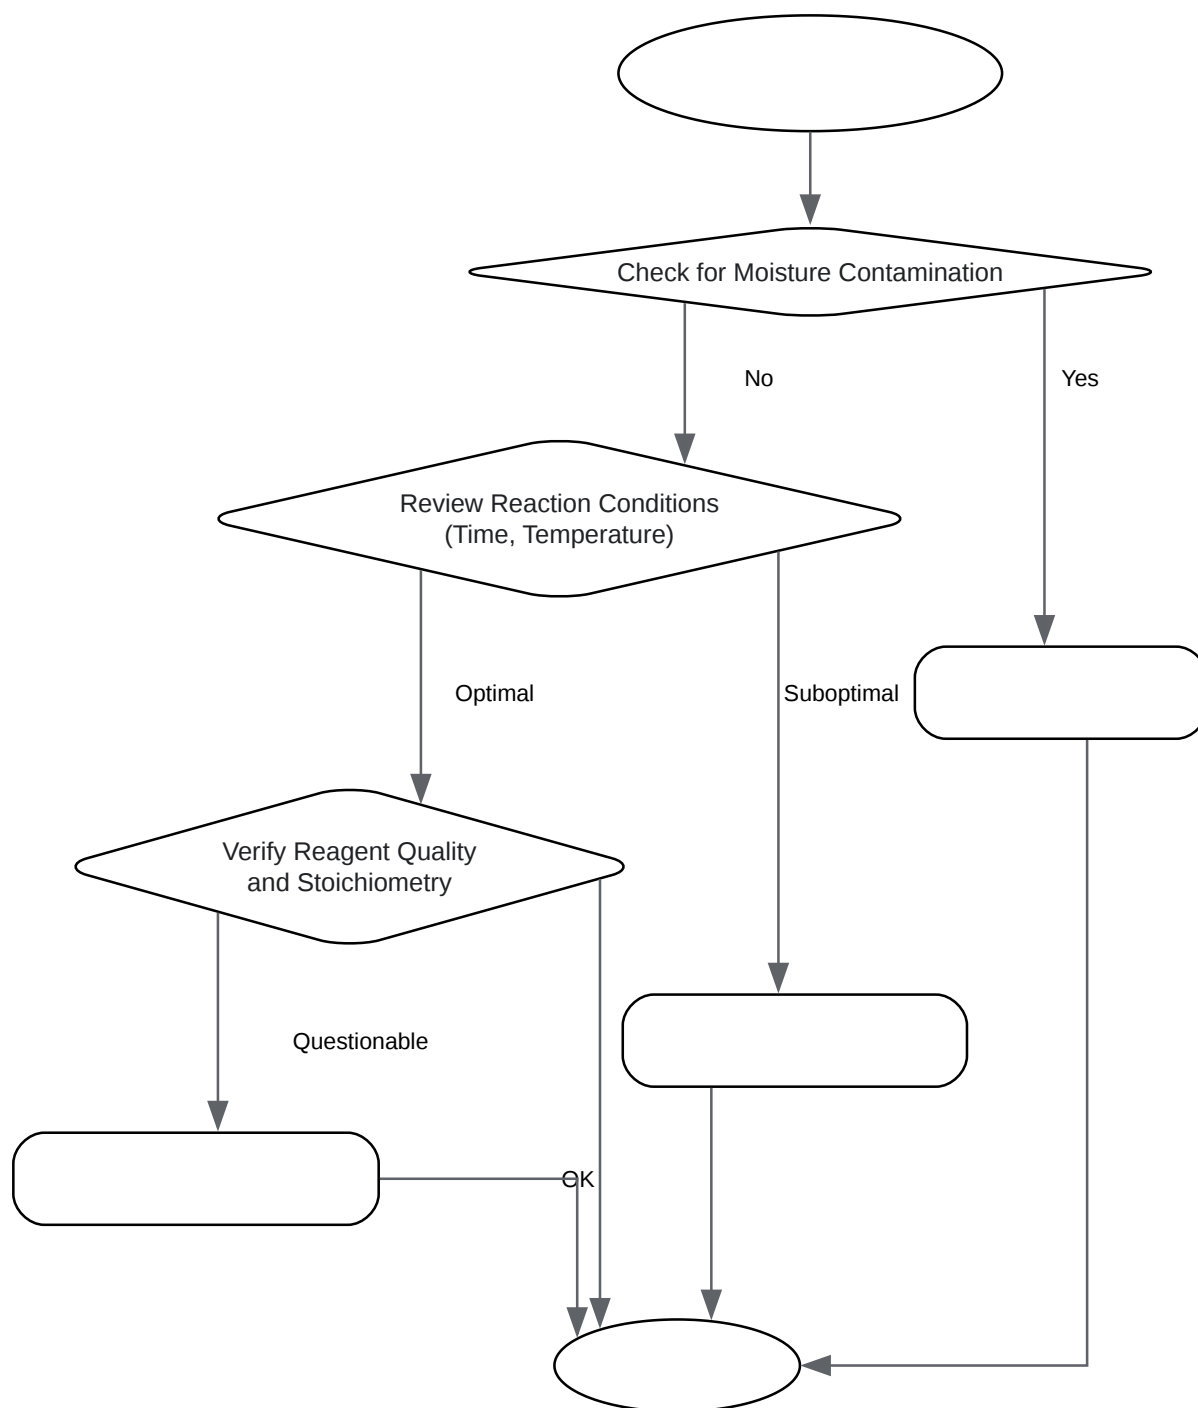 Check for Moisture Contamination
No
Yes
Review Reaction Conditions
(Time, Temperature)
Optimal
Suboptimal
Verify Reagent Quality
and Stoichiometry
Questionable
OK